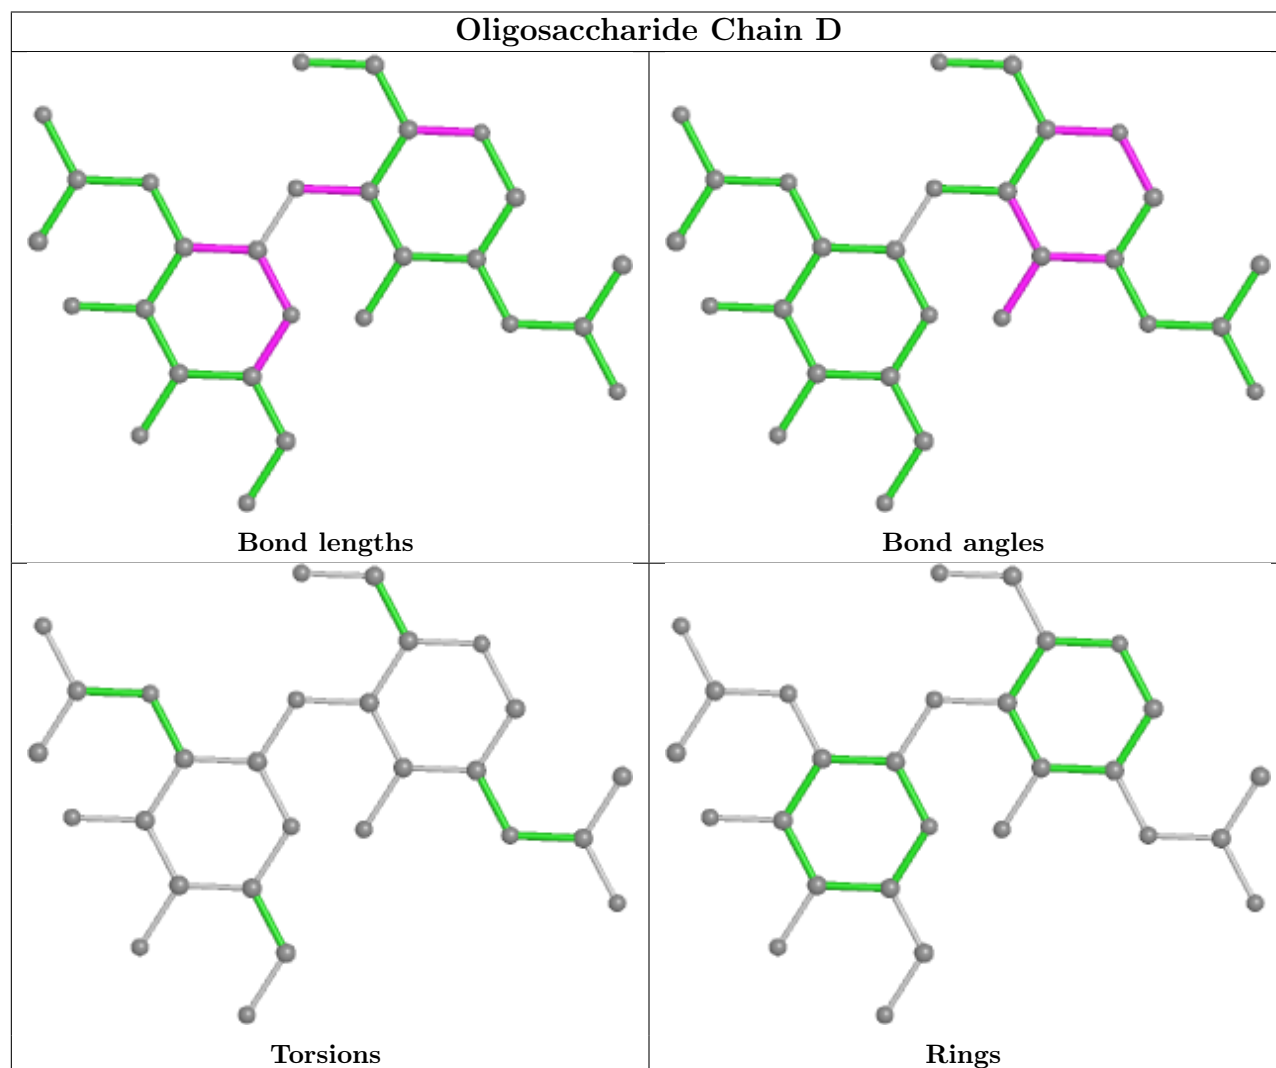 Oligosaccharide Chain D
Bond lengths
Bond angles
Torsions
Rings